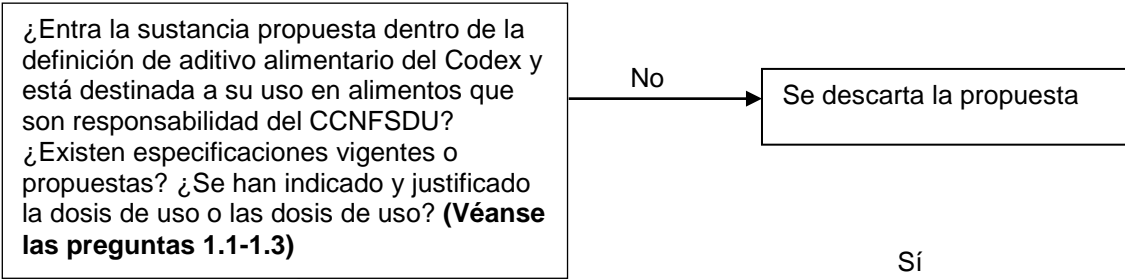 ¿Entra la sustancia propuesta dentro de la
definición de aditivo alimentario del Codex y
está destinada a su uso en alimentos que
son responsabilidad del CCNFSDU?
¿Existen especificaciones vigentes o
propuestas? ¿Se han indicado y justificado
la dosis de uso o las dosis de uso? (Véanse
las preguntas 1.1-1.3)
No
Se descarta la propuesta
Sí